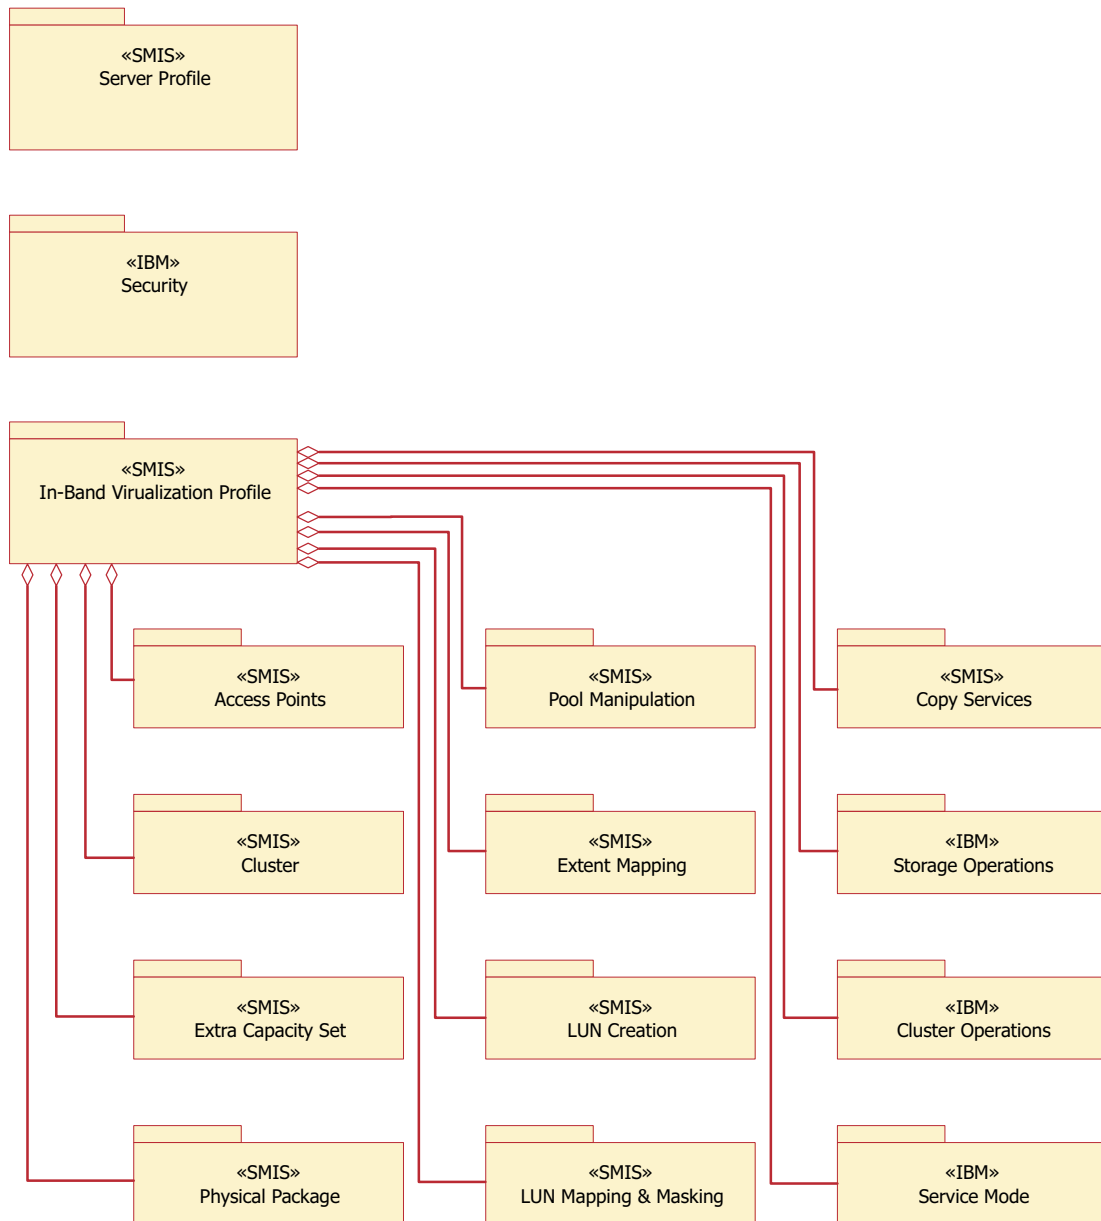 «SMIS»
Server Profile
«IBM»
Security
«SMIS»
In-Band Virualization Profile
«SMIS»
Access Points
«SMIS»
Pool Manipulation
«SMIS»
Copy Services
«SMIS»
Cluster
«SMIS»
Extent Mapping
«IBM»
Storage Operations
«SMIS»
Extra Capacity Set
«SMIS»
LUN Creation
«IBM»
Cluster Operations
«SMIS»
Physical Package
«SMIS»
LUN Mapping & Masking
«IBM»
Service Mode